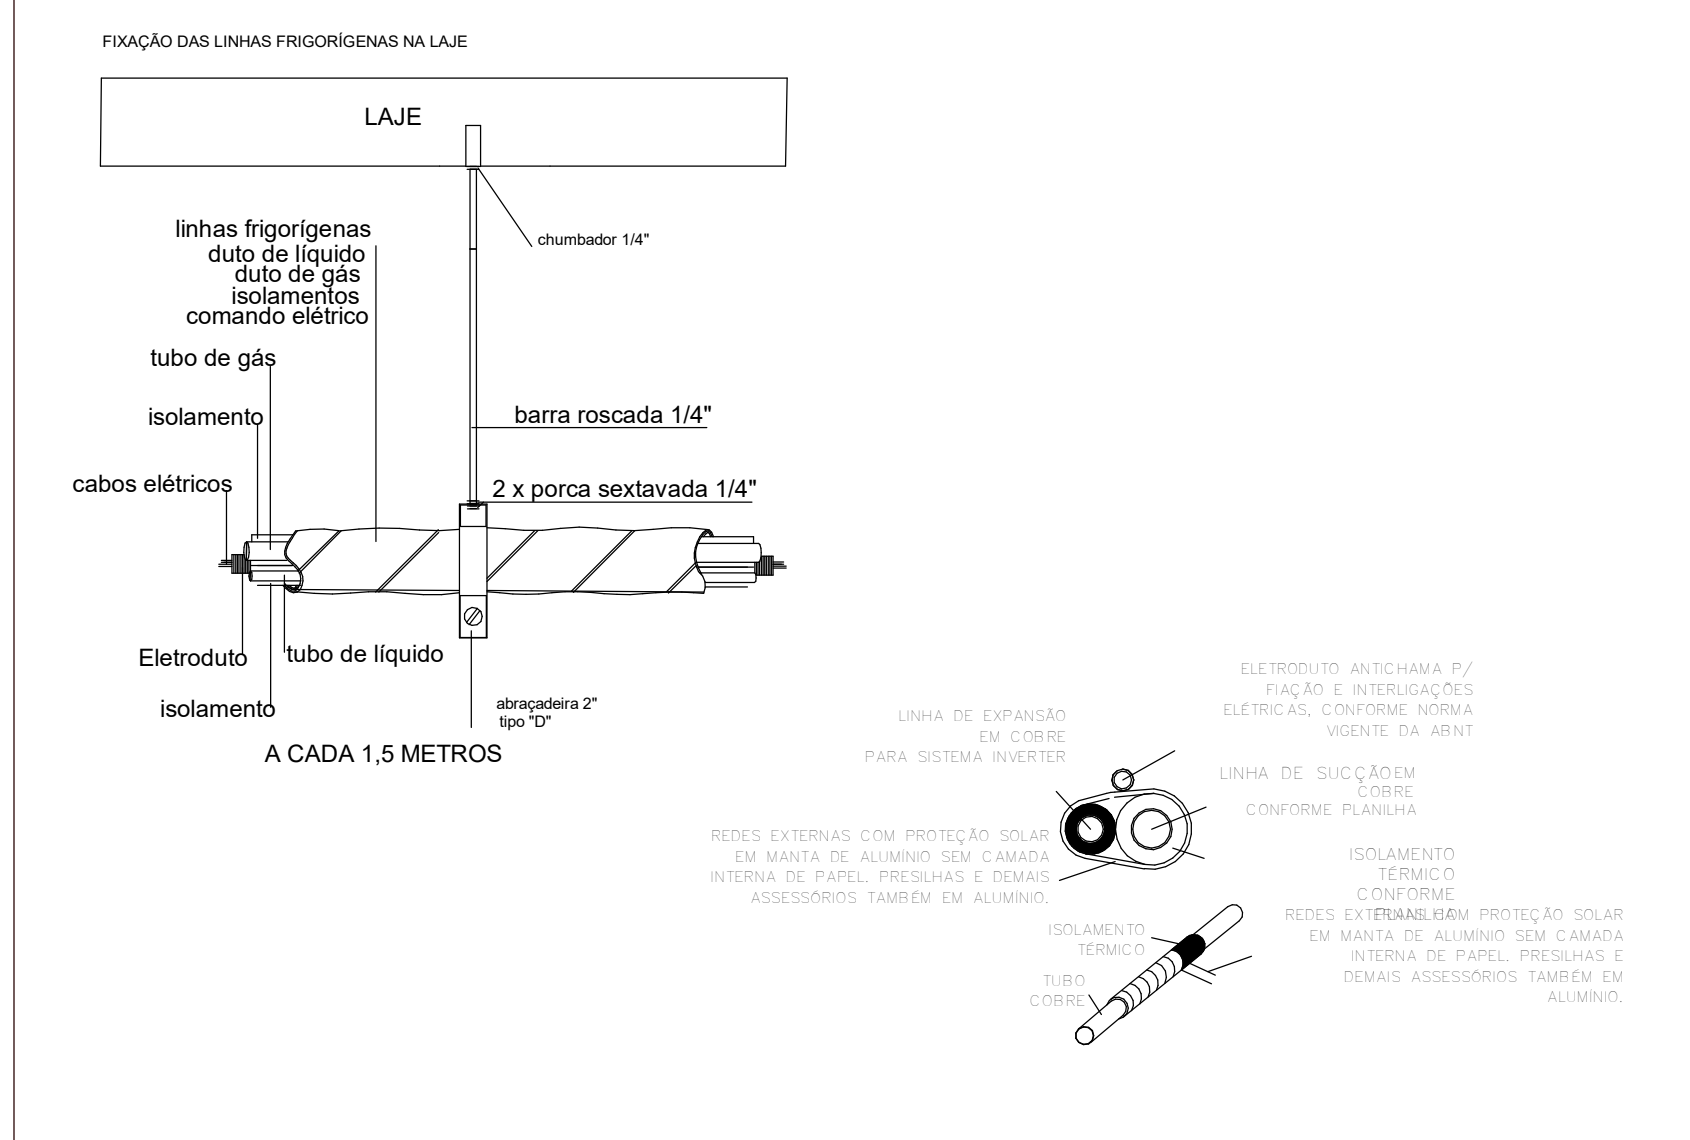 FIXAÇÃO DAS LINHAS FRIGORÍGENAS NA LAJE
LAJE
chumbador 1/4"
linhas frigorígenas
duto de líquido
duto de gás
isolamentos
comando elétrico
tubo de gás
isolamento
barra roscada 1/4"
cabos elétricos
2 x porca sextavada 1/4"
Eletroduto
tubo de líquido
isolamento
abraçadeira 2"
tipo "D"
A CADA 1,5 METROS
ELETRODUTO ANTICHAMA P/
FIAÇÃO E INTERLIGAÇÕES
ELÉTRICAS, CONFORME NORMA
VIGENTE DA ABNT
LINHA DE EXPANSÃO
EM COBRE
PARA SISTEMA INVERTER
LINHA DE SUCÇÃO EM
COBRE
CONFORME PLANILHA
REDES EXTERNAS COM PROTEÇÃO SOLAR
EM MANTA DE ALUMÍNIO SEM CAMADA
INTERNA DE PAPEL. PRESILHAS E DEMAIS
ASSESSÓRIOS TAMBÉM EM ALUMÍNIO.
ISOLAMENTO
TÉRMICO
CONFORME
PLANILHA
REDES EXTERNAS COM PROTEÇÃO SOLAR
EM MANTA DE ALUMÍNIO SEM CAMADA
INTERNA DE PAPEL. PRESILHAS E
DEMAIS ASSESSÓRIOS TAMBÉM EM
ALUMÍNIO.
ISOLAMENTO
TÉRMICO
TUBO
COBRE